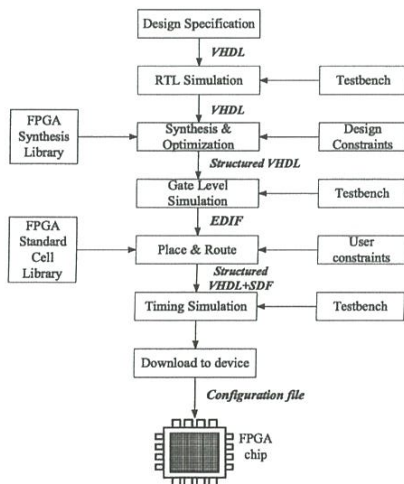 Design Specification
VHDL
RTL Simulation
Testbench
VHDL
FPGA
Synthesis
Library
Synthesis &
Optimization
Design
Constraints
Structured VHDL
Gate Level
Simulation
Testbench
EDIF
FPGA
Standard
Cell
Library
Place & Route
User
constraints
Structured
VHDL+SDF
Timing Simulation
Testbench
Download to device
Configuration file
FPGA
chip